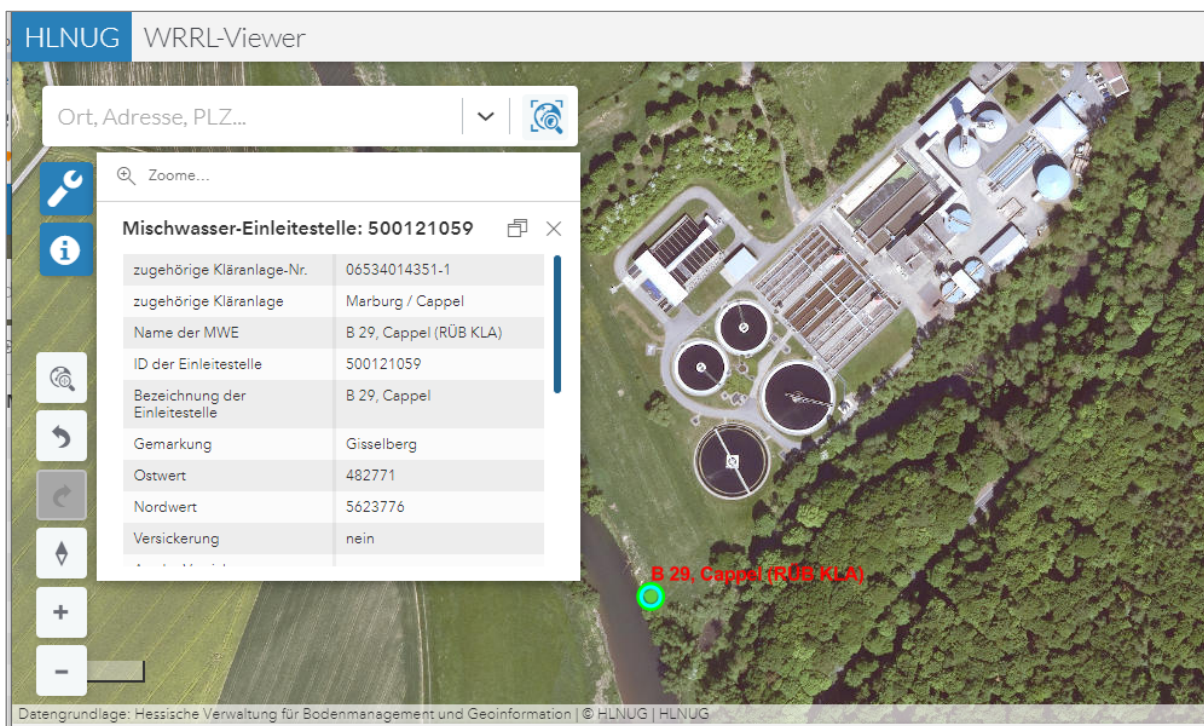 HLNUG WRRL-Viewer
Ort, Adresse, PLZ...
Zoome...
Mischwasser-Einleitestelle: 500121059
zugehörige Kläranlage-Nr. 06534014351-1
zugehörige Kläranlage Marburg / Cappel
Name der MWE B 29, Cappel (RÜB KLA)
ID der Einleitestelle 500121059
Bezeichnung der
Einleitestelle B 29, Cappel
Gemarkung Gisselberg
Ostwert 482771
Nordwert 5623776
Versickerung nein
B 29, Cappel (RÜB KLA)
Datengrundlage: Hessische Verwaltung für Bodenmanagement und Geoinformation | © HLNUG | HLNUG